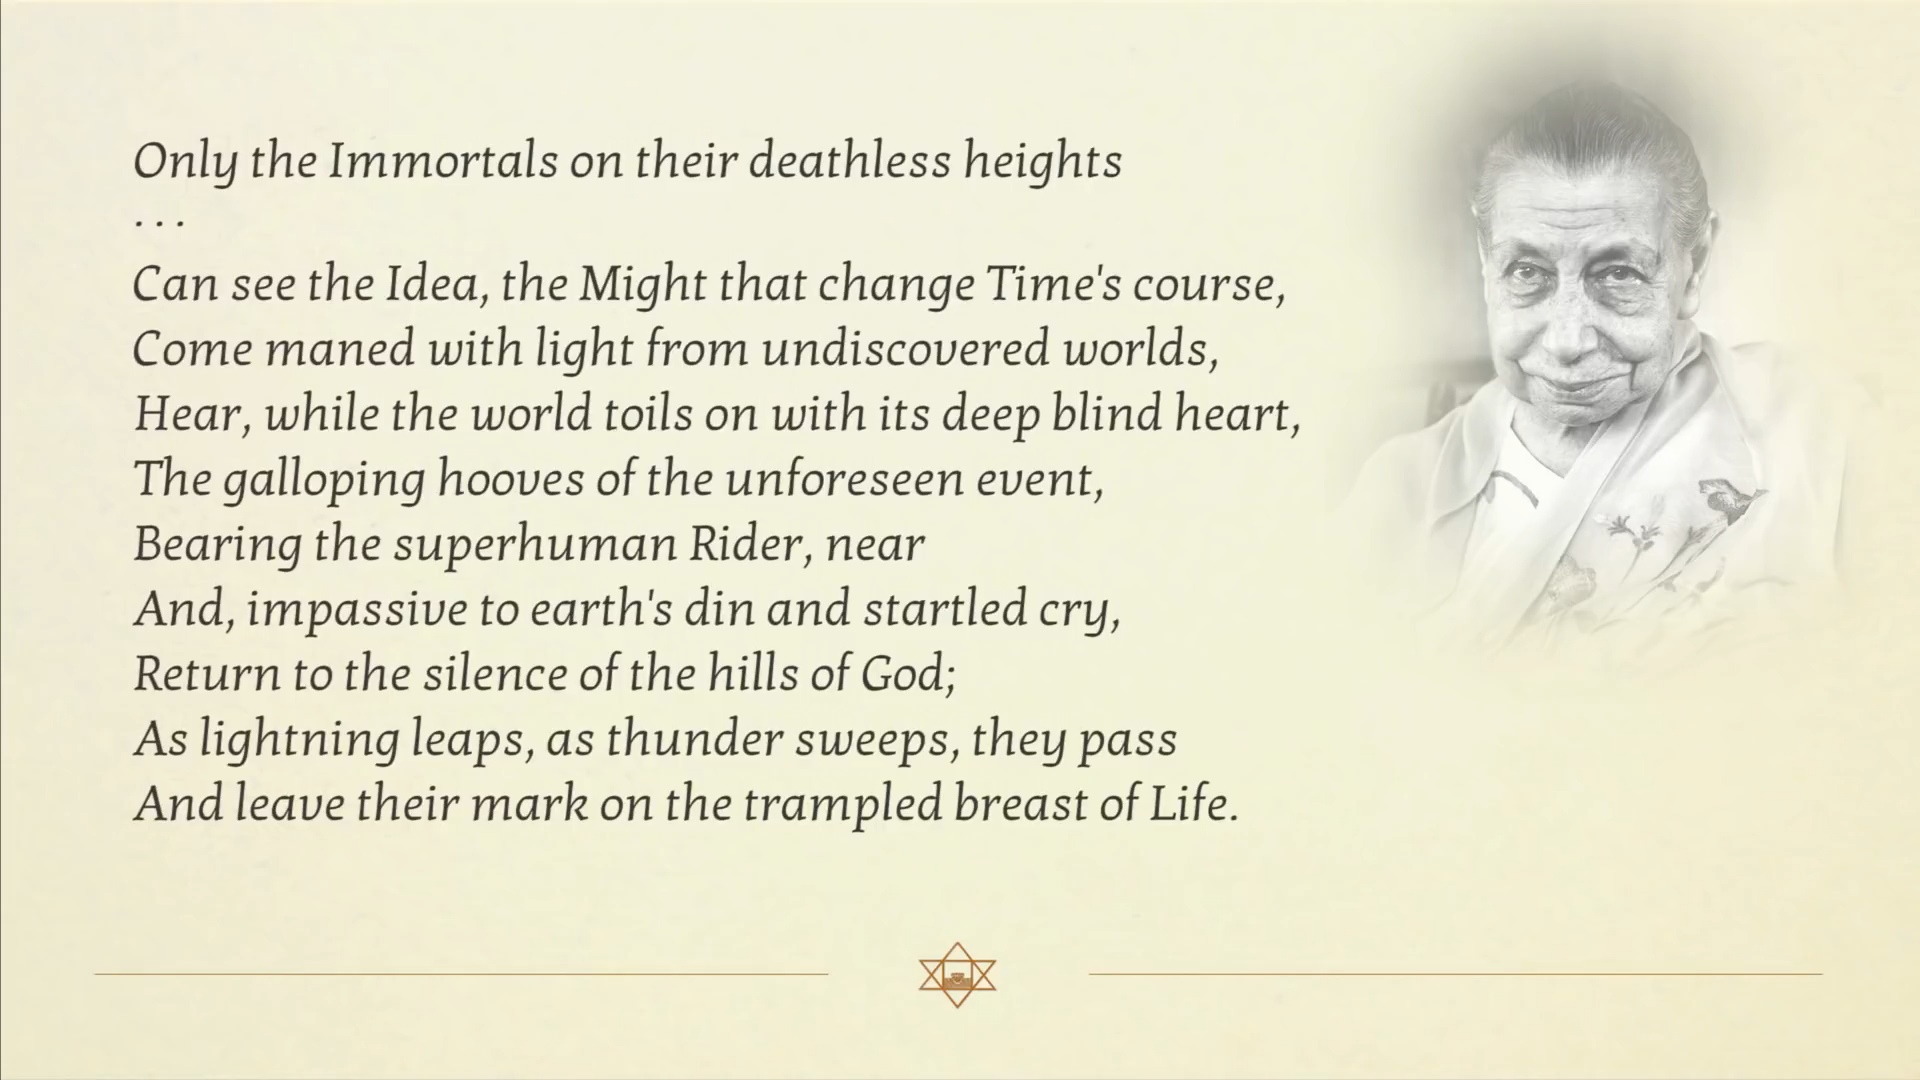 Only the Immortals on their deathless heights
. . .
Can see the Idea, the Might that change Time's course,
Come maned with light from undiscovered worlds,
Hear, while the world toils on with its deep blind heart,
The galloping hooves of the unforeseen event,
Bearing the superhuman Rider, near
And, impassive to earth's din and startled cry,
Return to the silence of the hills of God;
As lightning leaps, as thunder sweeps, they pass
And leave their mark on the trampled breast of Life.